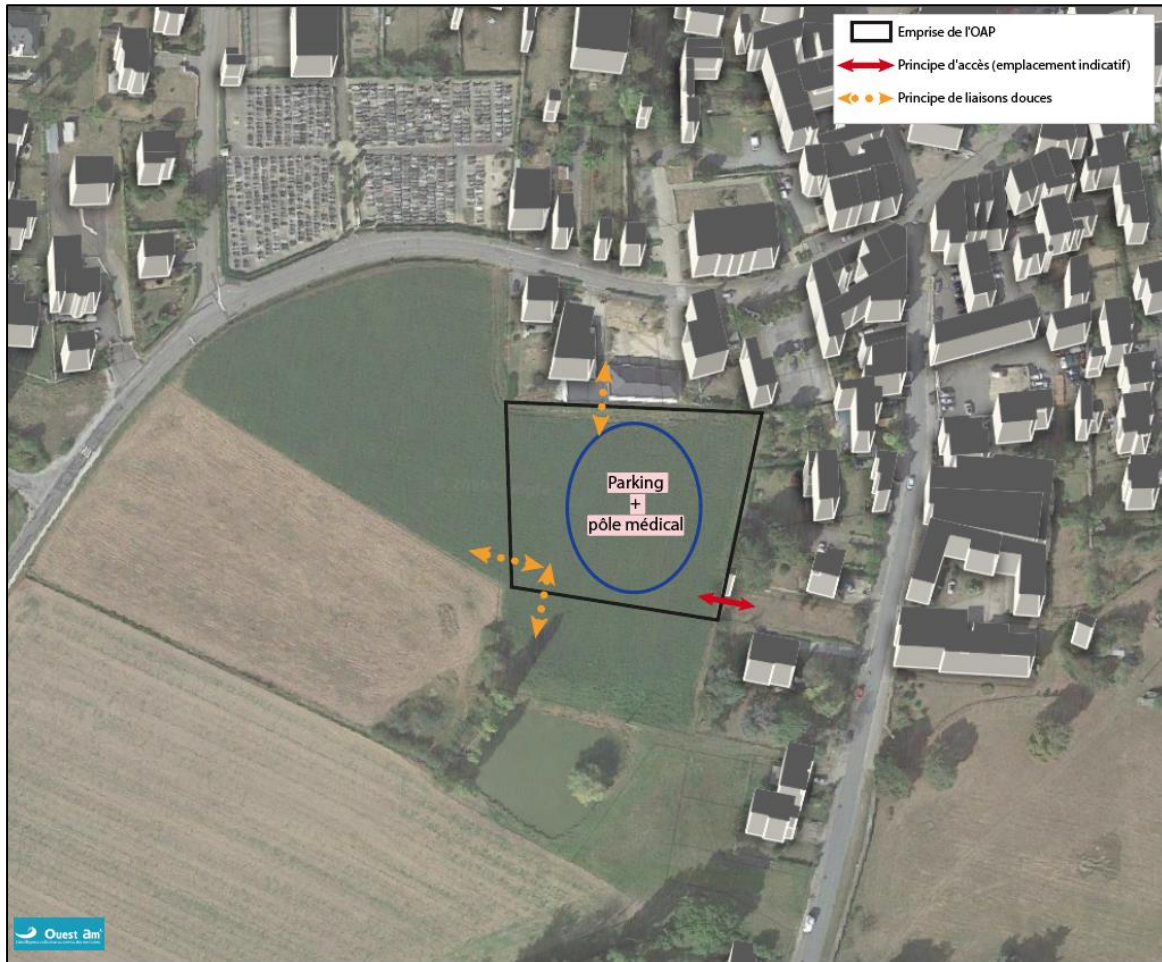 Emprise de l'OAP
Principe d'accès (emplacement indicatif)
Principe de liaisons douces
Parking
+
pôle médical
Ouest am'